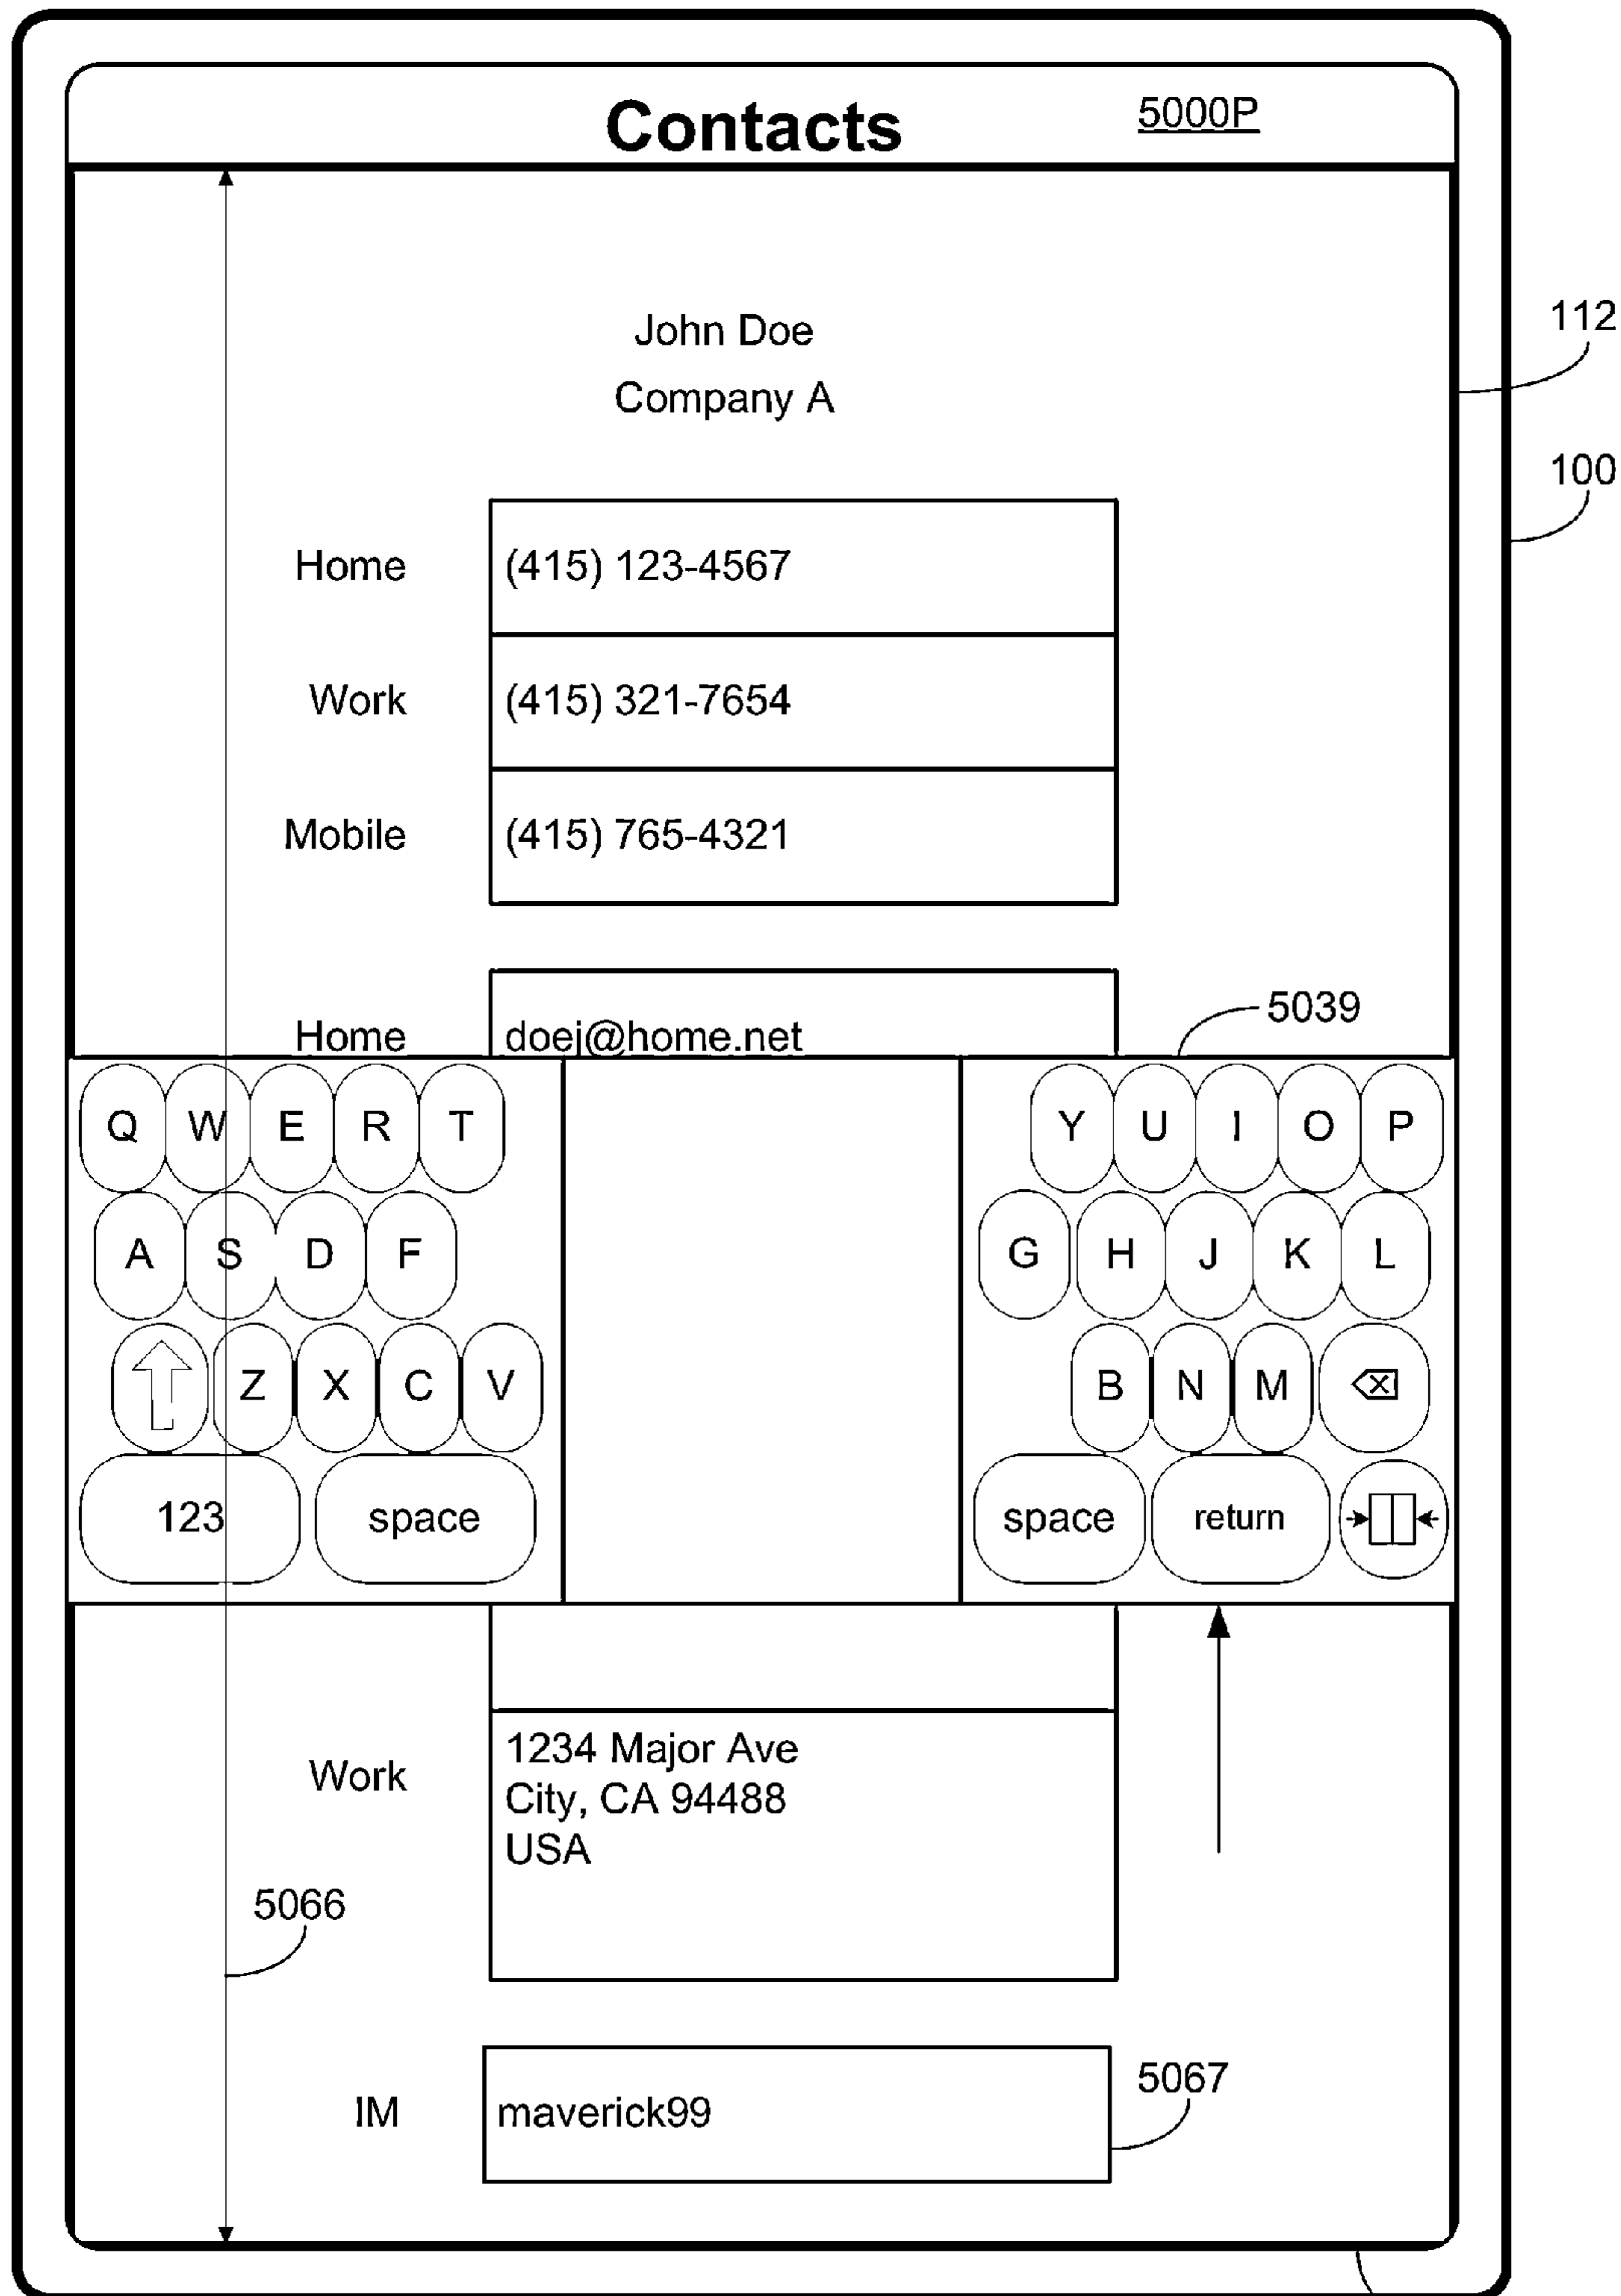 Contacts 5000P
John Doe
Company A
112
100
Home (415) 123-4567
Work (415) 321-7654
Mobile (415) 765-4321
5039
Home doej@home.net
Q W E R T Y U I O P
A S D F G H J K L
Z X C V B N M
123 space space return
Work 1234 Major Ave
City, CA 94488
USA
5066
5067
IM maverick99